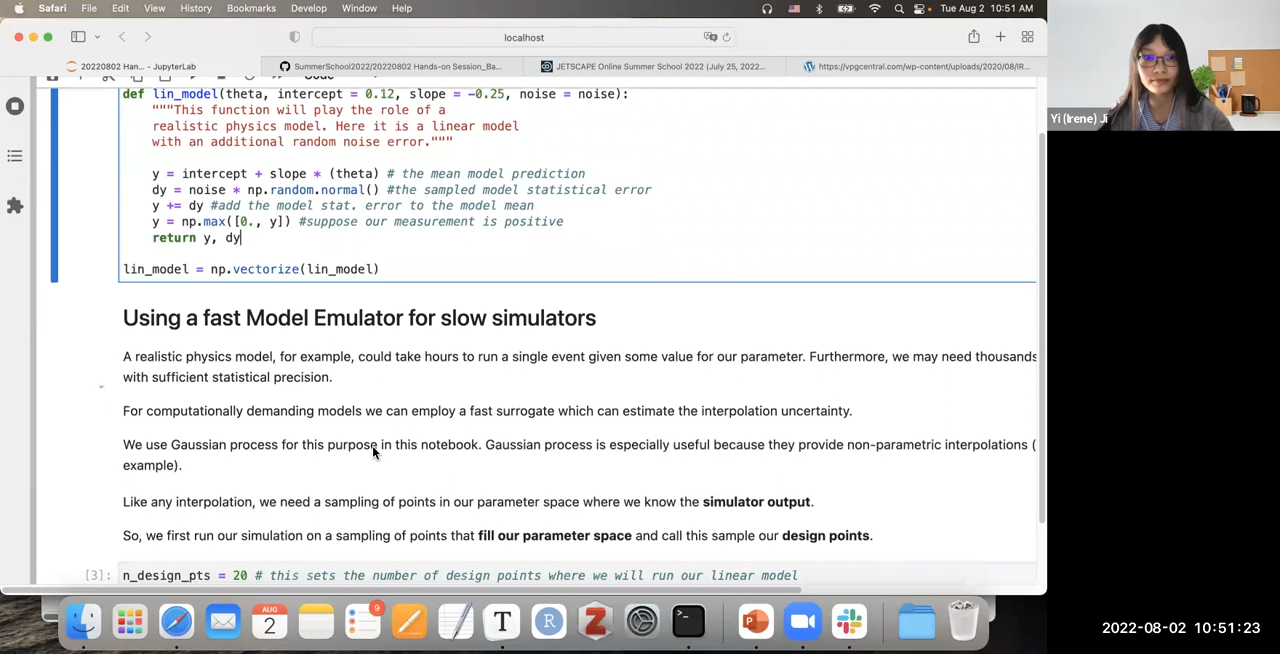 Safari File Edit View History Bookmarks Develop Window Help Tue Aug 2 10:51 AM
localhost
20220802 Han... - JupyterLab
SummerSchool2022/20220802 Hands-on Session_Ba...
JETSCAPE Online Summer School 2022 (July 25, 2022...
https://vpgcentral.com/wp-content/uploads/2020/08/IR...
def lin_model(theta, intercept = 0.12, slope = -0.25, noise = noise):
"""This function will play the role of a
realistic physics model. Here it is a linear model
with an additional random noise error."""
y = intercept + slope * (theta) # the mean model prediction
dy = noise * np.random.normal() #the sampled model statistical error
y += dy #add the model stat. error to the model mean
y = np.max([0., y]) #suppose our measurement is positive
return y, dy
lin_model = np.vectorize(lin_model)
Using a fast Model Emulator for slow simulators
A realistic physics model, for example, could take hours to run a single event given some value for our parameter. Furthermore, we may need thousands
with sufficient statistical precision.
For computationally demanding models we can employ a fast surrogate which can estimate the interpolation uncertainty.
We use Gaussian process for this purpose in this notebook. Gaussian process is especially useful because they provide non-parametric interpolations (
example).
Like any interpolation, we need a sampling of points in our parameter space where we know the simulator output.
So, we first run our simulation on a sampling of points that fill our parameter space and call this sample our design points.
[3]: n_design_pts = 20 # this sets the number of design points where we will run our linear model
Yi (Irene) Ji
AUG
2
9
T
R
Z
P
2022-08-02 10:51:23